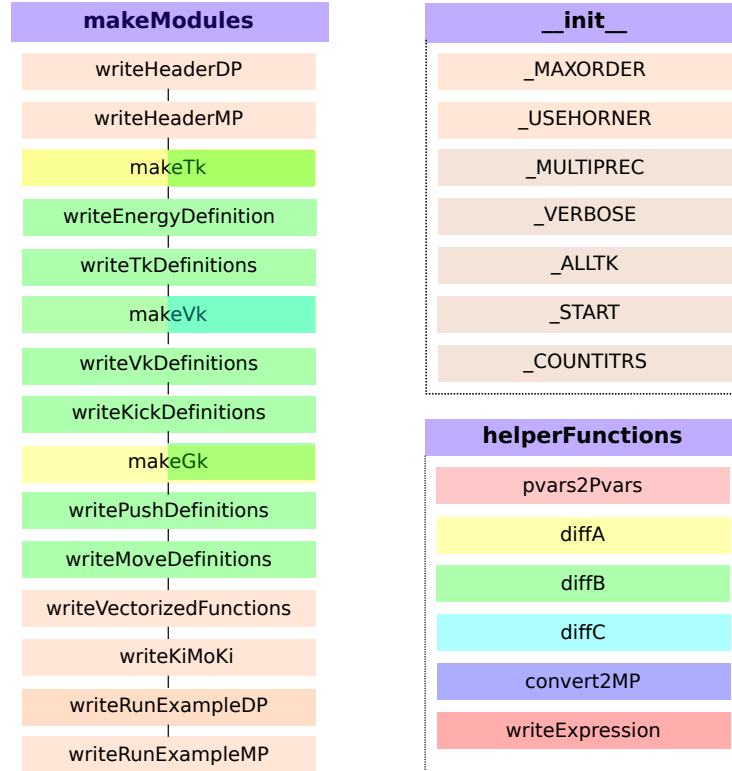 makeModules
writeHeaderDP
writeHeaderMP
makeTk
writeEnergyDefinition
writeTkDefinitions
makeVk
writeVkDefinitions
writeKickDefinitions
makeGk
writePushDefinitions
writeMoveDefinitions
writeVectorizedFunctions
writeKiMoKi
writeRunExampleDP
writeRunExampleMP
__init__
_MAXORDER
_USEHORNER
_MULTIPREC
_VERBOSE
_ALLTK
_START
_COUNTITRS
helperFunctions
pvars2Pvars
diffA
diffB
diffC
convert2MP
writeExpression